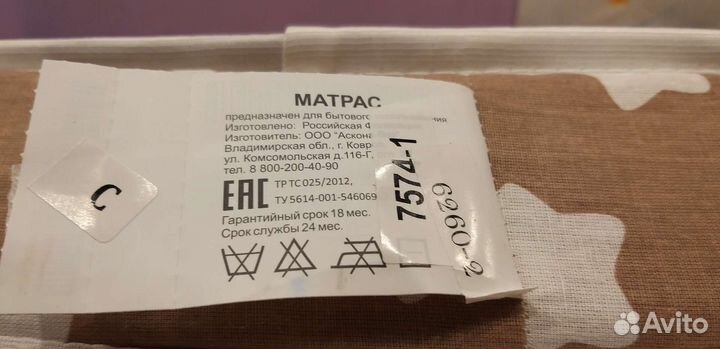 МАТРАС
предназначен для бытового
Изготовлено: Российская
Изготовитель: ООО "Аскона
Владимирская обл., г. Ковр
ул. Комсомольская д.116-Г,
тел. 8 800-200-40-90
ЕАС
ТР ТС 025/2012,
ТУ 5614-001-546069
Гарантийный срок 18 мес.
Срок службы 24 мес.
С
7574-1
Avito